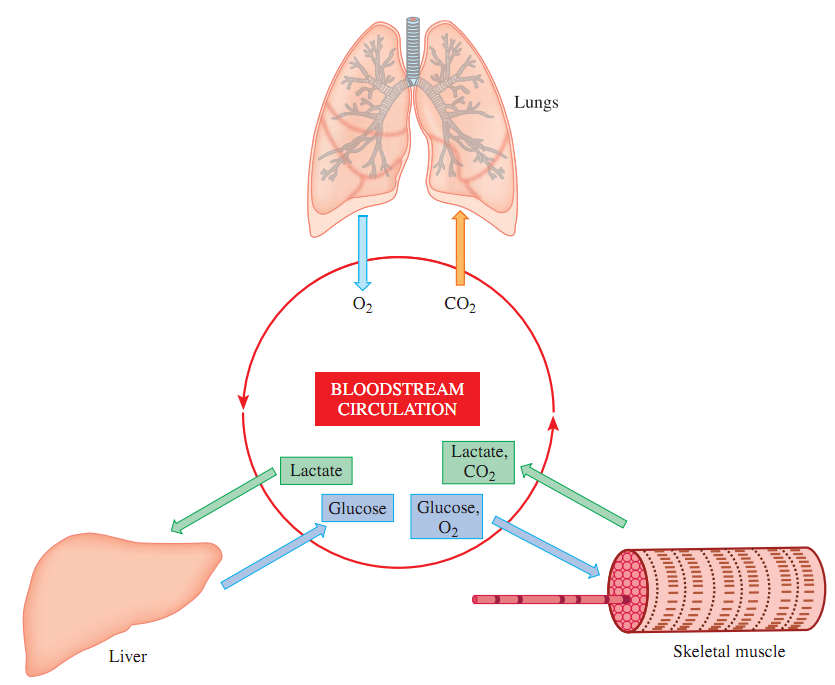 Lungs
O2
CO2
BLOODSTREAM
CIRCULATION
Lactate,
CO2
Lactate
Glucose
Glucose,
O2
Liver
Skeletal muscle